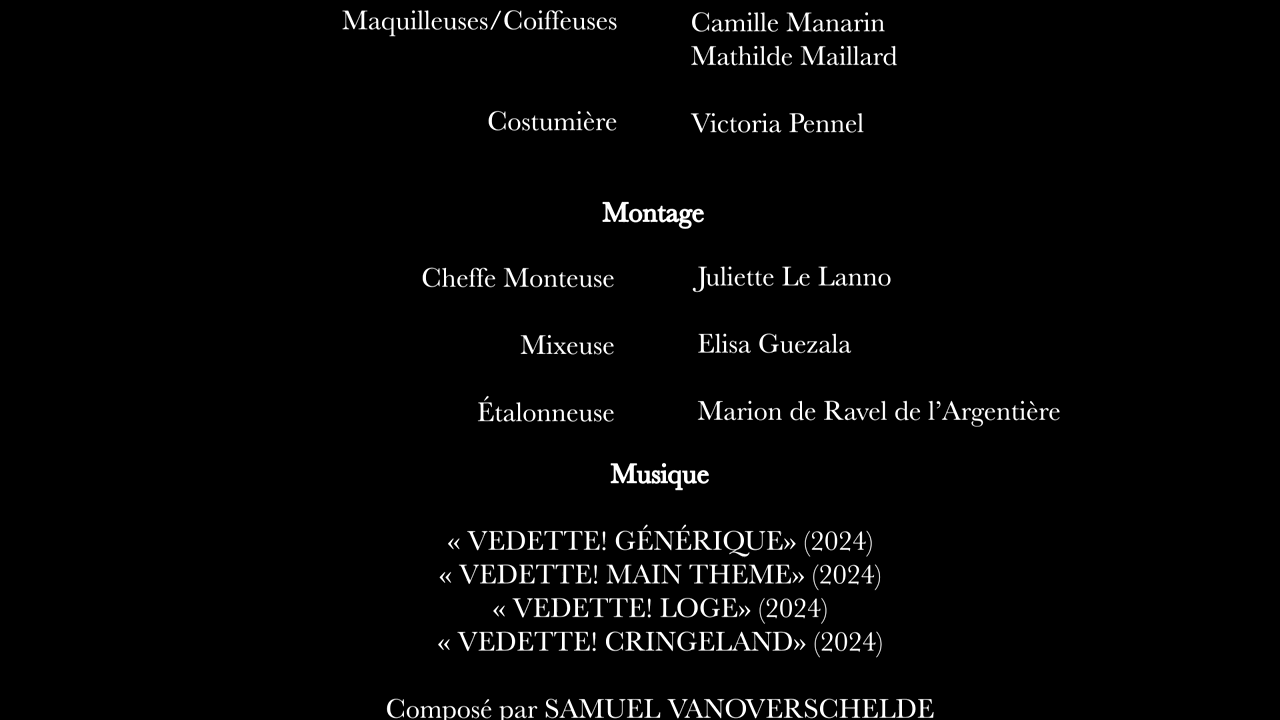 Maquilleuses/Coiffeuses Camille Manarin
Mathilde Maillard
Costumière Victoria Pennel
Montage
Cheffe Monteuse Juliette Le Lanno
Mixeuse Elisa Guezala
Étalonneuse Marion de Ravel de l’Argentière
Musique
« VEDETTE! GÉNÉRIQUE» (2024)
« VEDETTE! MAIN THEME» (2024)
« VEDETTE! LOGE» (2024)
« VEDETTE! CRINGELAND» (2024)
Composé par SAMUEL VANOVERSCHELDE